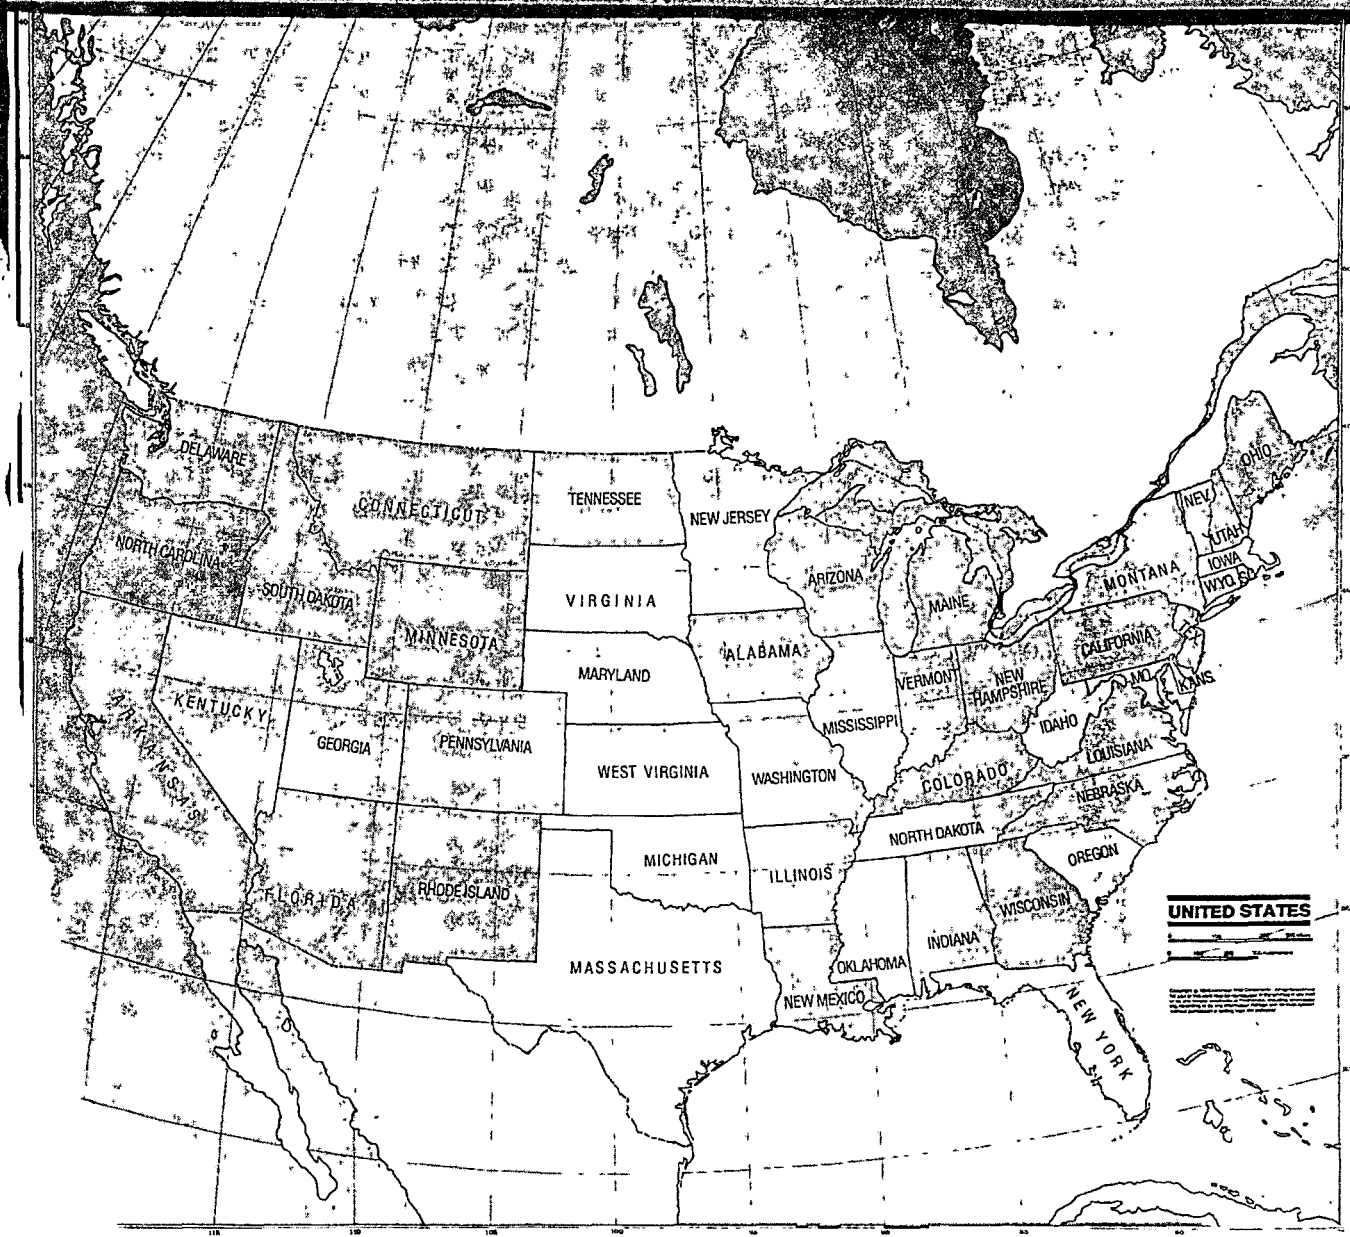 DELAWARE
CONNECTICUT
TENNESSEE
NEW JERSEY
OHIO
NEV.
UTAH
NORTH CAROLINA
SOUTH DAKOTA
VIRGINIA
ARIZONA
MAINE
MONTANA
IOWA
WYO.
MINNESOTA
ALABAMA
CALIFORNIA
TEX.
MARYLAND
VERMONT
NEW
HAMPSHIRE
MO.
KANS.
ARKANSAS
KENTUCKY
GEORGIA
PENNSYLVANIA
MISSISSIPPI
IDAHO
LOUISIANA
WEST VIRGINIA
WASHINGTON
COLORADO
NEBRASKA
NORTH DAKOTA
OREGON
MICHIGAN
ILLINOIS
FLORIDA
RHODE ISLAND
WISCONSIN
UNITED STATES
MASSACHUSETTS
INDIANA
OKLAHOMA
NEW MEXICO
NEW YORK